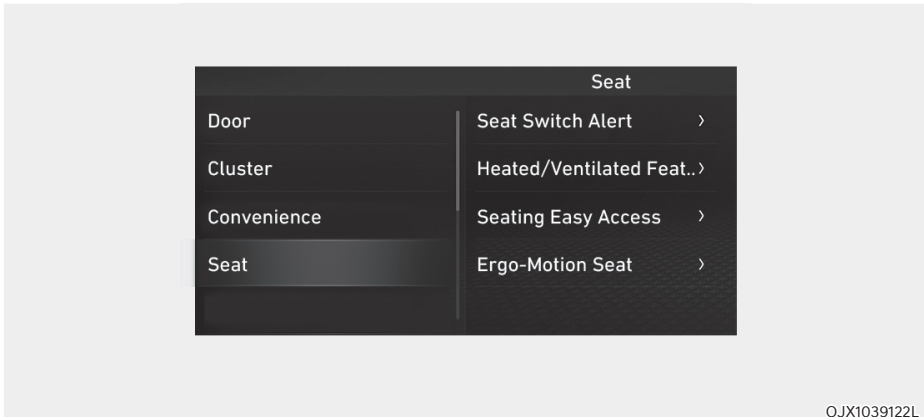 Seat
Door
Cluster
Convenience
Seat
Seat Switch Alert
Heated/Ventilated Feat..
Seating Easy Access
Ergo-Motion Seat
OJX1039122L